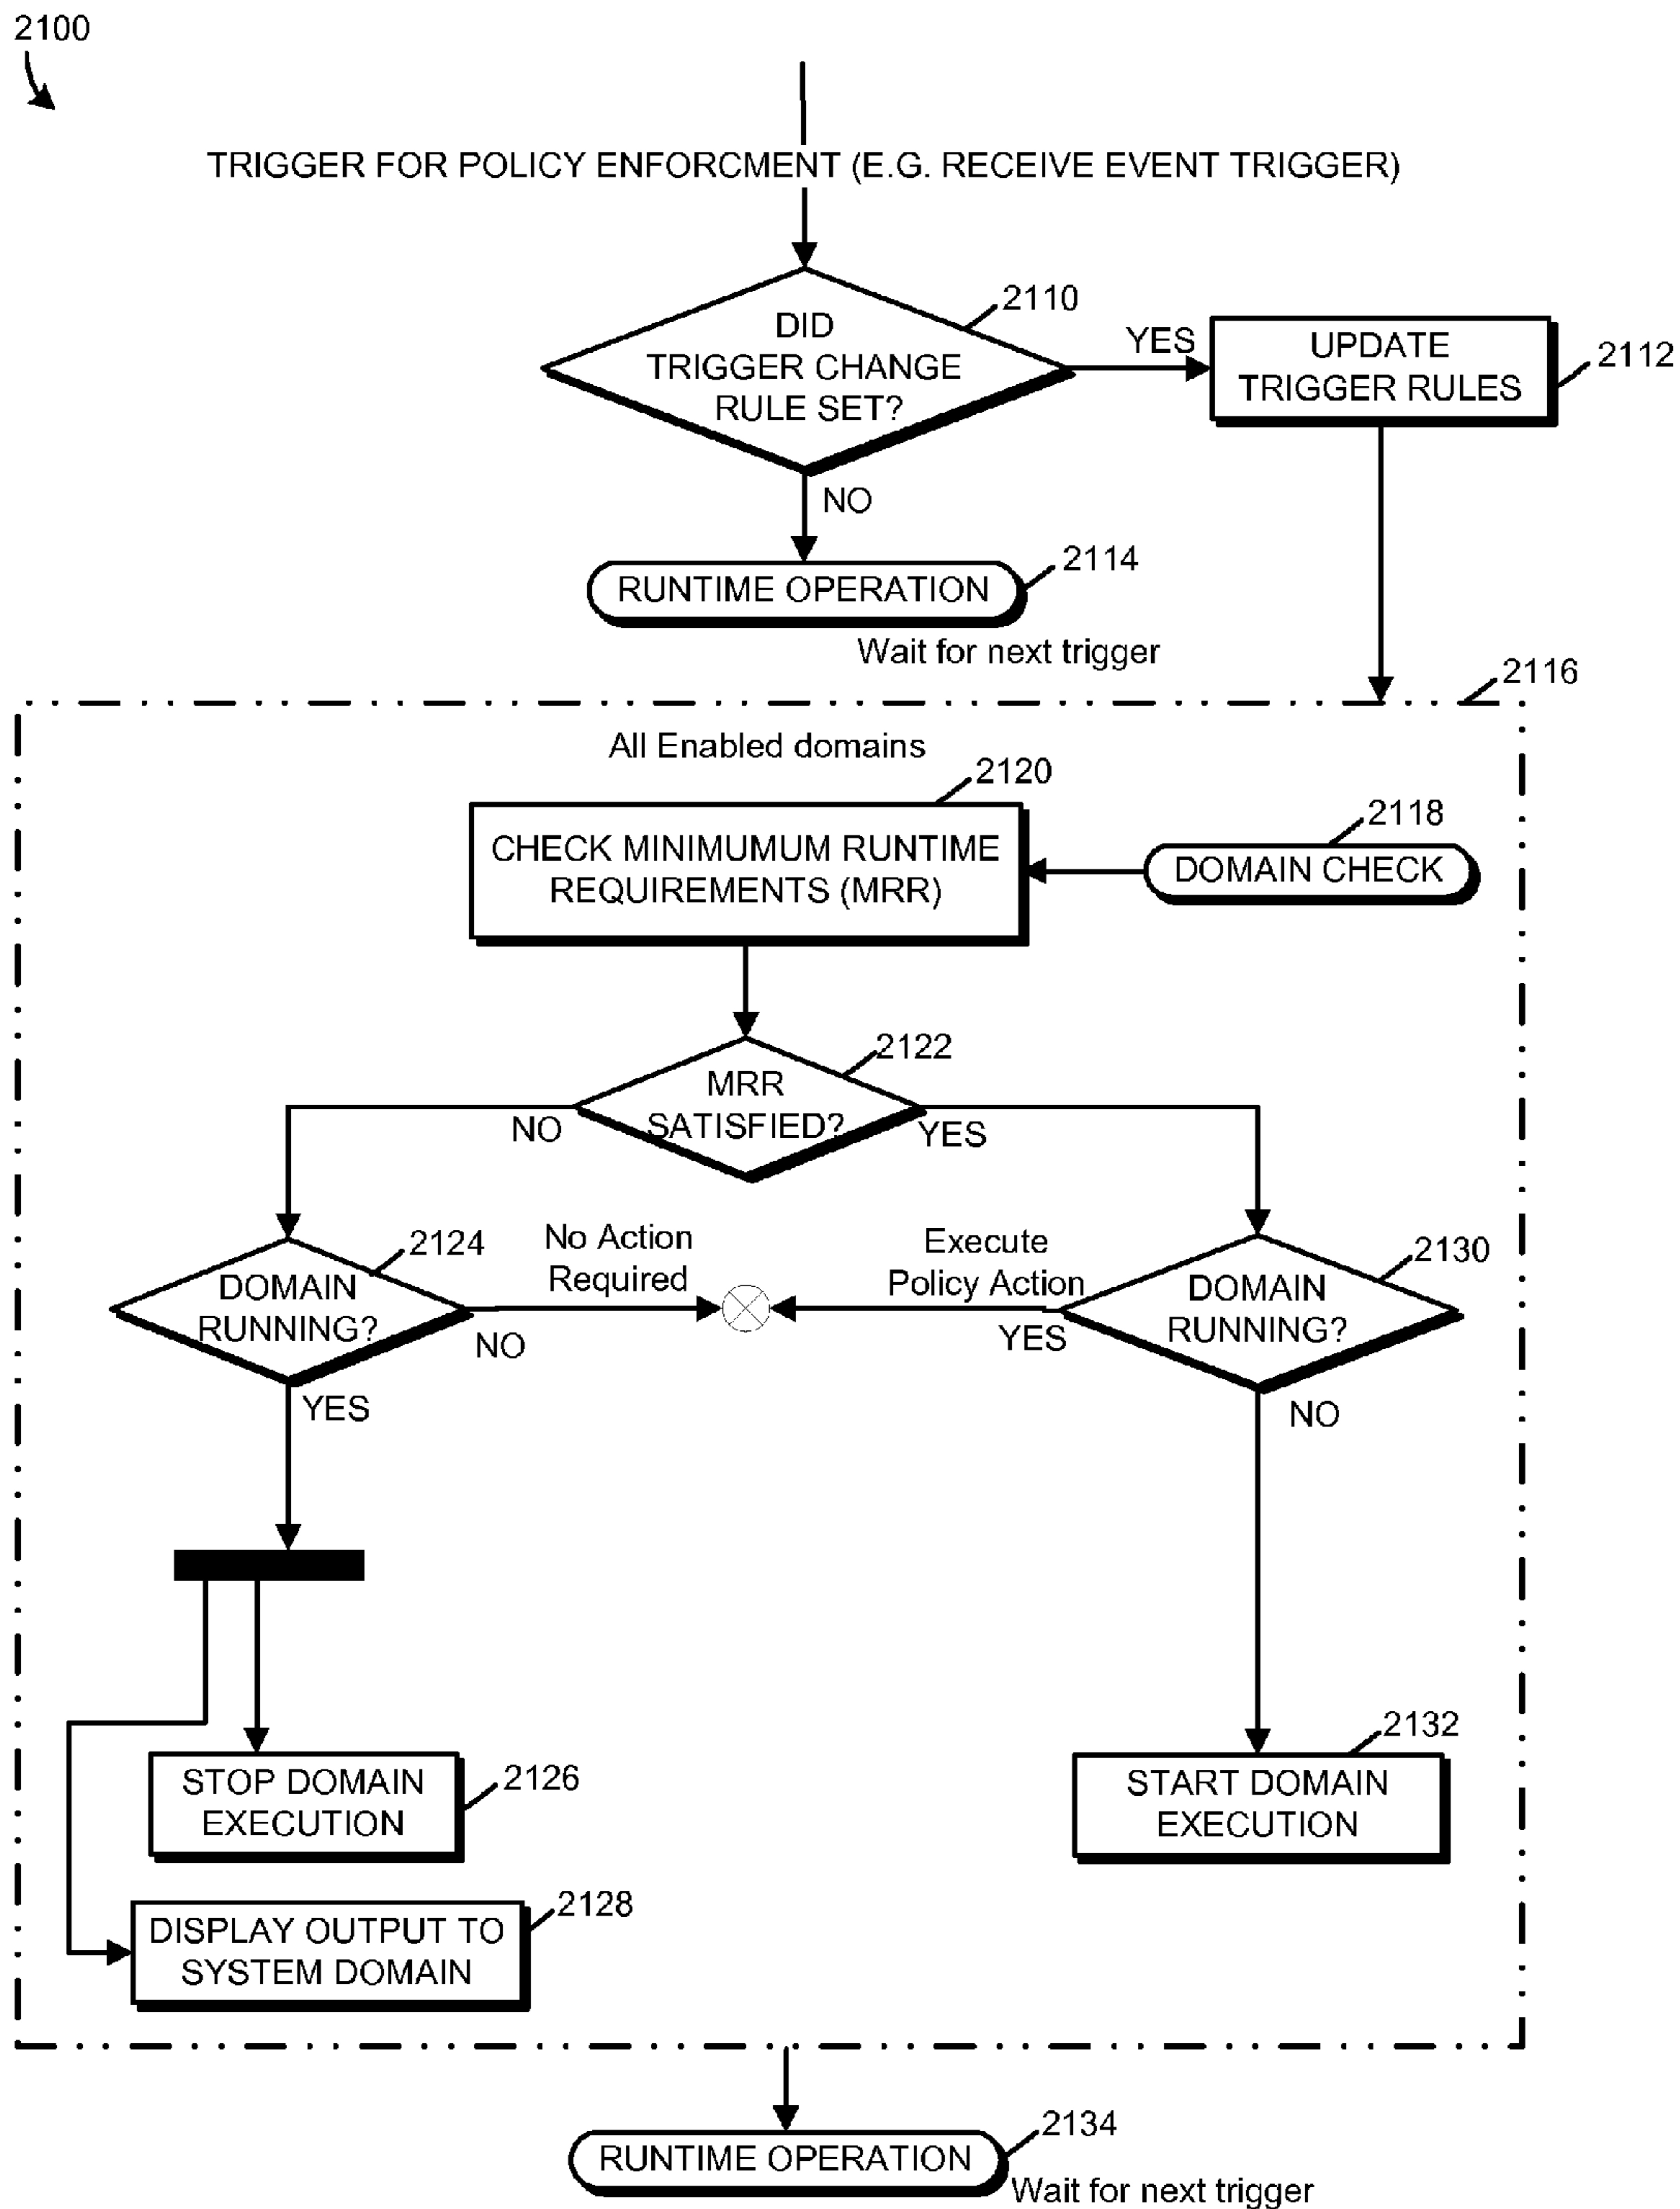 2100
TRIGGER FOR POLICY ENFORCMENT (E.G. RECEIVE EVENT TRIGGER)
2110
DID
TRIGGER CHANGE
RULE SET?
YES
UPDATE
TRIGGER RULES
2112
NO
RUNTIME OPERATION
2114
Wait for next trigger
2116
All Enabled domains
2120
CHECK MINIMUMUM RUNTIME
REQUIREMENTS (MRR)
2118
DOMAIN CHECK
2122
MRR
SATISFIED?
NO
YES
2124
DOMAIN
RUNNING?
NO
YES
No Action
Required
Execute
Policy Action
YES
2130
DOMAIN
RUNNING?
NO
STOP DOMAIN
EXECUTION
2126
2132
START DOMAIN
EXECUTION
DISPLAY OUTPUT TO
SYSTEM DOMAIN
2128
RUNTIME OPERATION
2134
Wait for next trigger